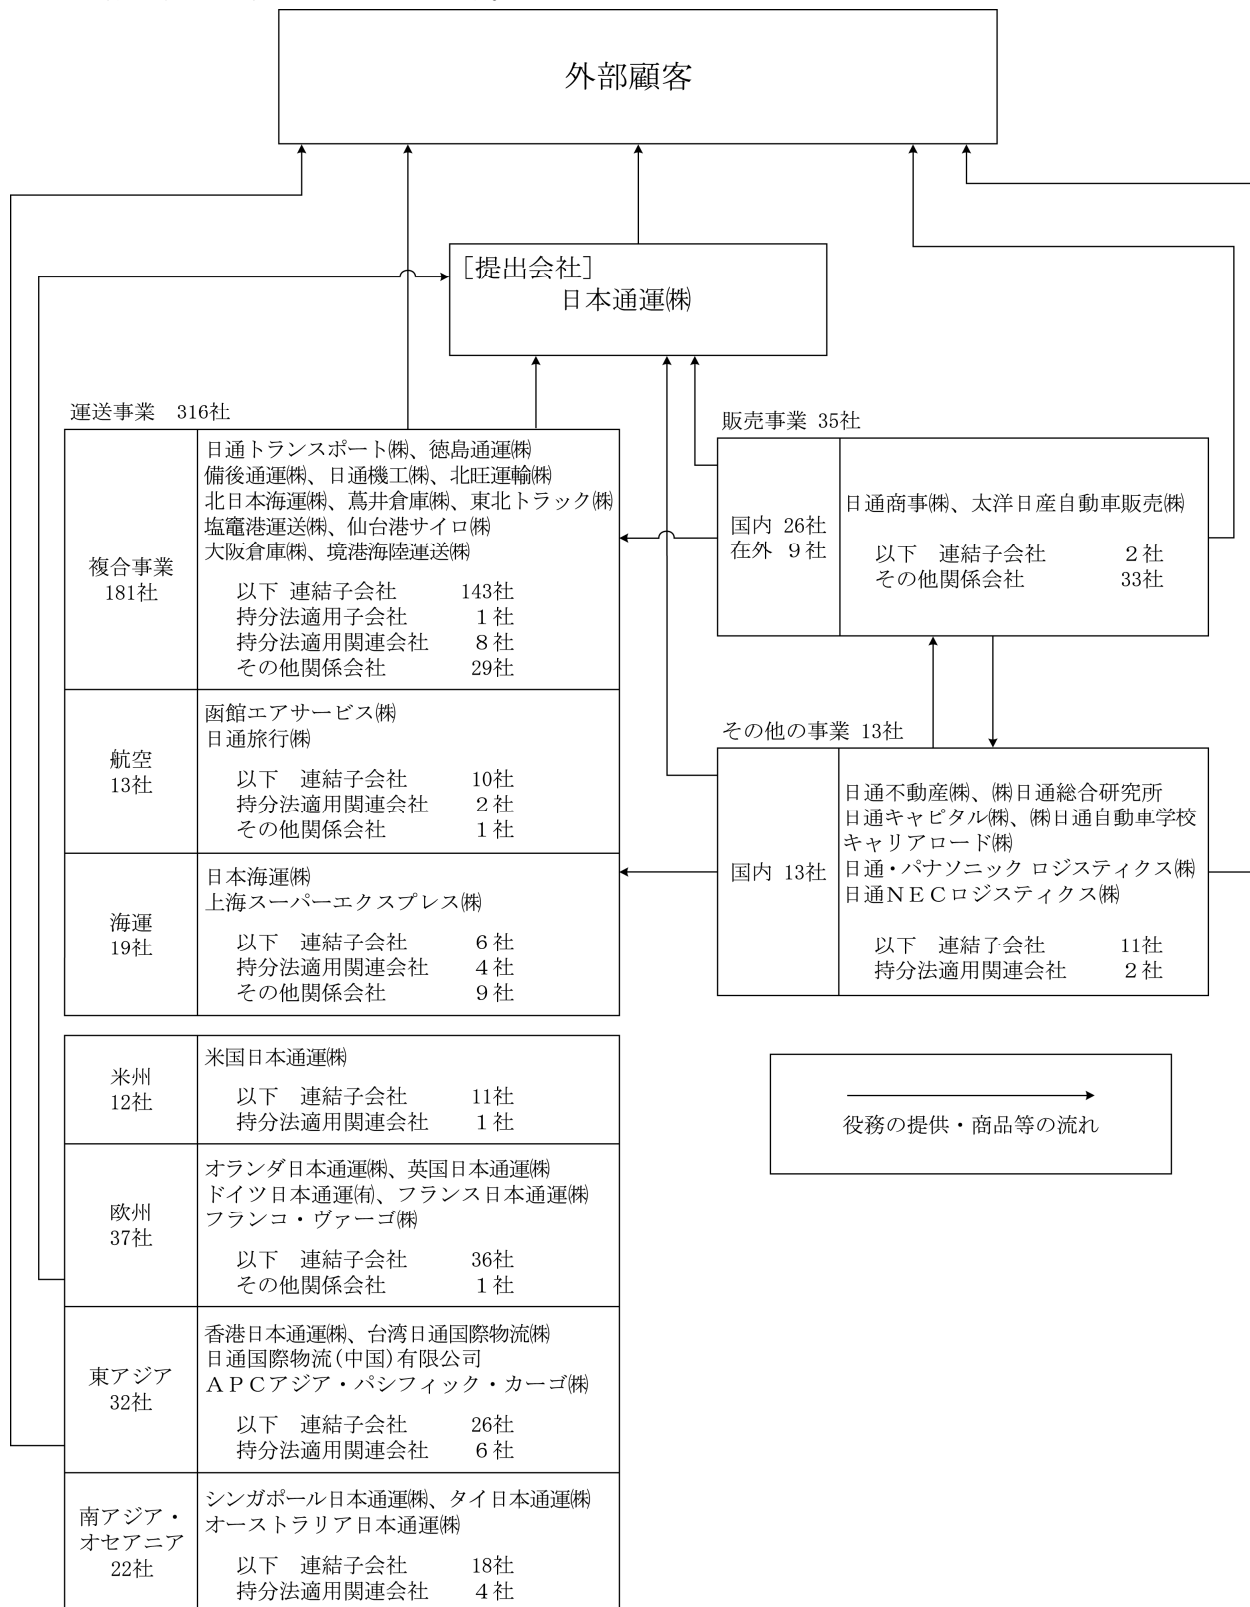 外部顧客
[提出会社]
日本通運㈱
運送事業 316社
複合事業
181社
日通トランスポート㈱、徳島通運㈱
備後通運㈱、日通機工㈱、北旺運輸㈱
北日本海運㈱、蔦井倉庫㈱、東北トラック㈱
塩竈港運送㈱、仙台港サイロ㈱
大阪倉庫㈱、境港海陸運送㈱
以下 連結子会社 143社
持分法適用子会社 1社
持分法適用関連会社 8社
その他関係会社 29社
航空
13社
函館エアサービス㈱
日通旅行㈱
以下 連結子会社 10社
持分法適用関連会社 2社
その他関係会社 1社
海運
19社
日本海運㈱
上海スーパーエクスプレス㈱
以下 連結子会社 6社
持分法適用関連会社 4社
その他関係会社 9社
米州
12社
米国日本通運㈱
以下 連結子会社 11社
持分法適用関連会社 1社
欧州
37社
オランダ日本通運㈱、英国日本通運㈱
ドイツ日本通運㈲、フランス日本通運㈱
フランコ・ヴァーゴ㈱
以下 連結子会社 36社
その他関係会社 1社
東アジア
32社
香港日本通運㈱、台湾日通国際物流㈱
日通国際物流(中国)有限公司
APCアジア・パシフィック・カーゴ㈱
以下 連結子会社 26社
持分法適用関連会社 6社
南アジア・
オセアニア
22社
シンガポール日本通運㈱、タイ日本通運㈱
オーストラリア日本通運㈱
以下 連結子会社 18社
持分法適用関連会社 4社
販売事業 35社
国内 26社
在外 9社
日通商事㈱、太洋日産自動車販売㈱
以下 連結子会社 2社
その他関係会社 33社
その他の事業 13社
国内 13社
日通不動産㈱、㈱日通総合研究所
日通キャピタル㈱、㈱日通自動車学校
キャリアロード㈱
日通・パナソニック ロジスティクス㈱
日通NECロジスティクス㈱
以下 連結了会社 11社
持分法適用関連会社 2社
役務の提供・商品等の流れ